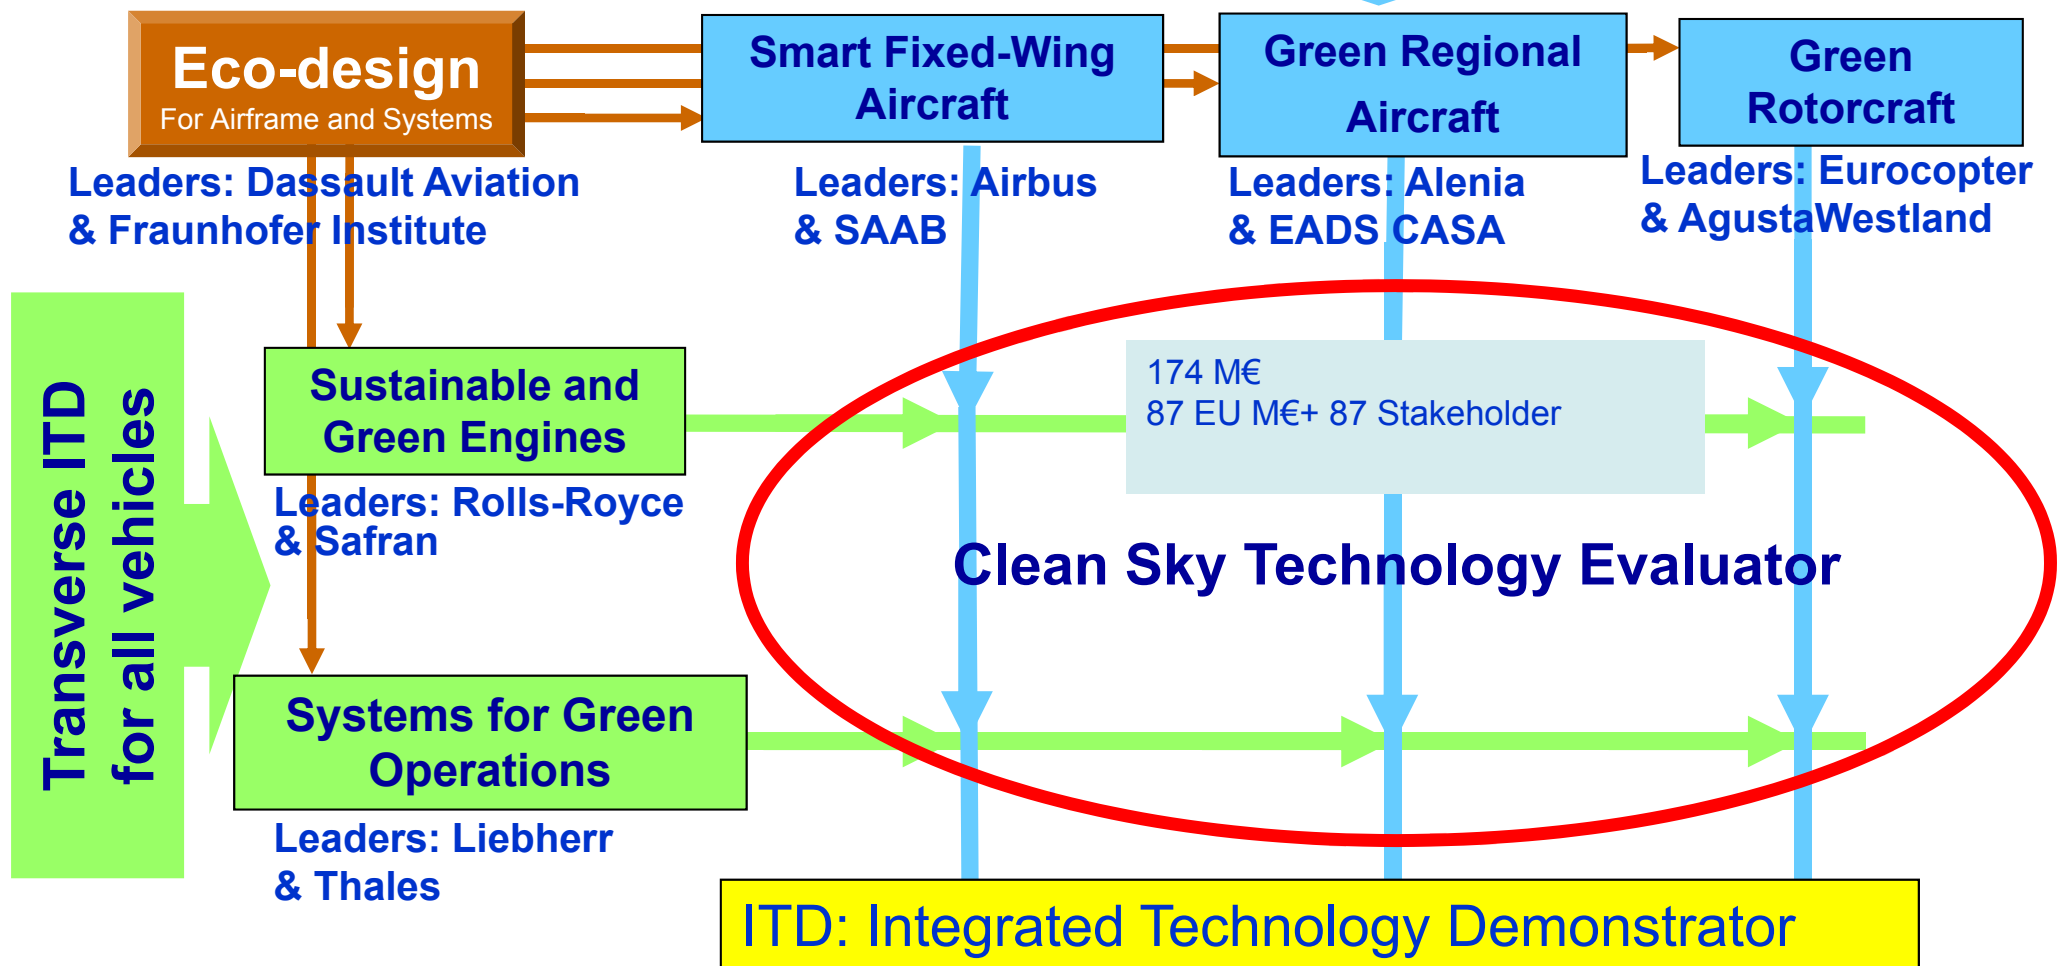 Eco-design
For Airframe and Systems
Smart Fixed-Wing
Aircraft
Green Regional
Aircraft
Green
Rotorcraft
Leaders: Dassault Aviation
& Fraunhofer Institute
Leaders: Airbus
& SAAB
Leaders: Alenia
& EADS CASA
Leaders: Eurocopter
& AgustaWestland
Transverse ITD
for all vehicles
Sustainable and
Green Engines
Leaders: Rolls-Royce
& Safran
174 M€
87 EU M€+ 87 Stakeholder
Clean Sky Technology Evaluator
Systems for Green
Operations
Leaders: Liebherr
& Thales
ITD: Integrated Technology Demonstrator